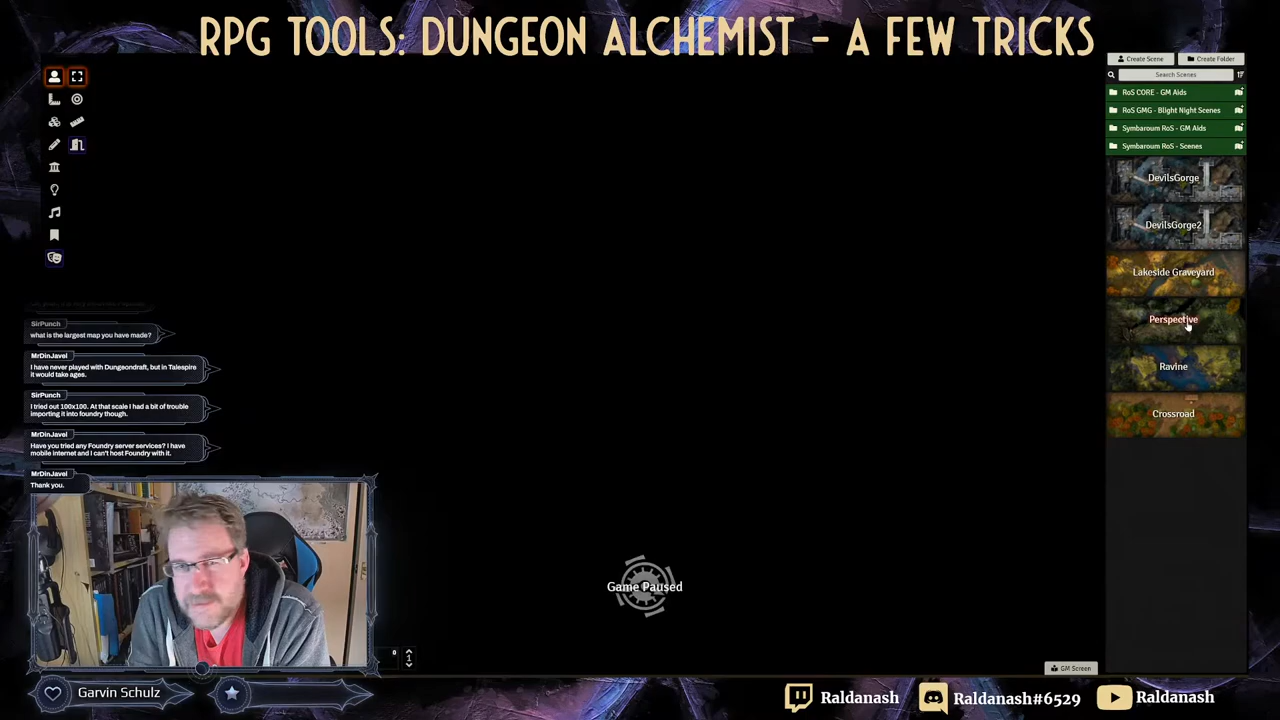 RPG TOOLS: DUNGEON ALCHEMIST - A FEW TRICKS
Create Scene
Create Folder
Search Scenes
RoS CORE - GM Aids
RoS GMG - Blight Night Scenes
Symbaroum RoS - GM Aids
Symbaroum RoS - Scenes
DevilsGorge
DevilsGorge2
Lakeside Graveyard
Perspective
Ravine
Crossroad
SirPunch
what is the largest map you have made?
MrDinJavel
I have never played with Dungeondraft, but in Talespire
it would take ages.
SirPunch
I tried out 100x100. At that scale I had a bit of trouble
importing it into foundry though.
MrDinJavel
Have you tried any Foundry server services? I have
mobile internet and I can't host Foundry with it.
MrDinJavel
Thank you.
Game Paused
0
1
GM Screen
Garvin Schulz
Raldanash
Raldanash#6529
Raldanash